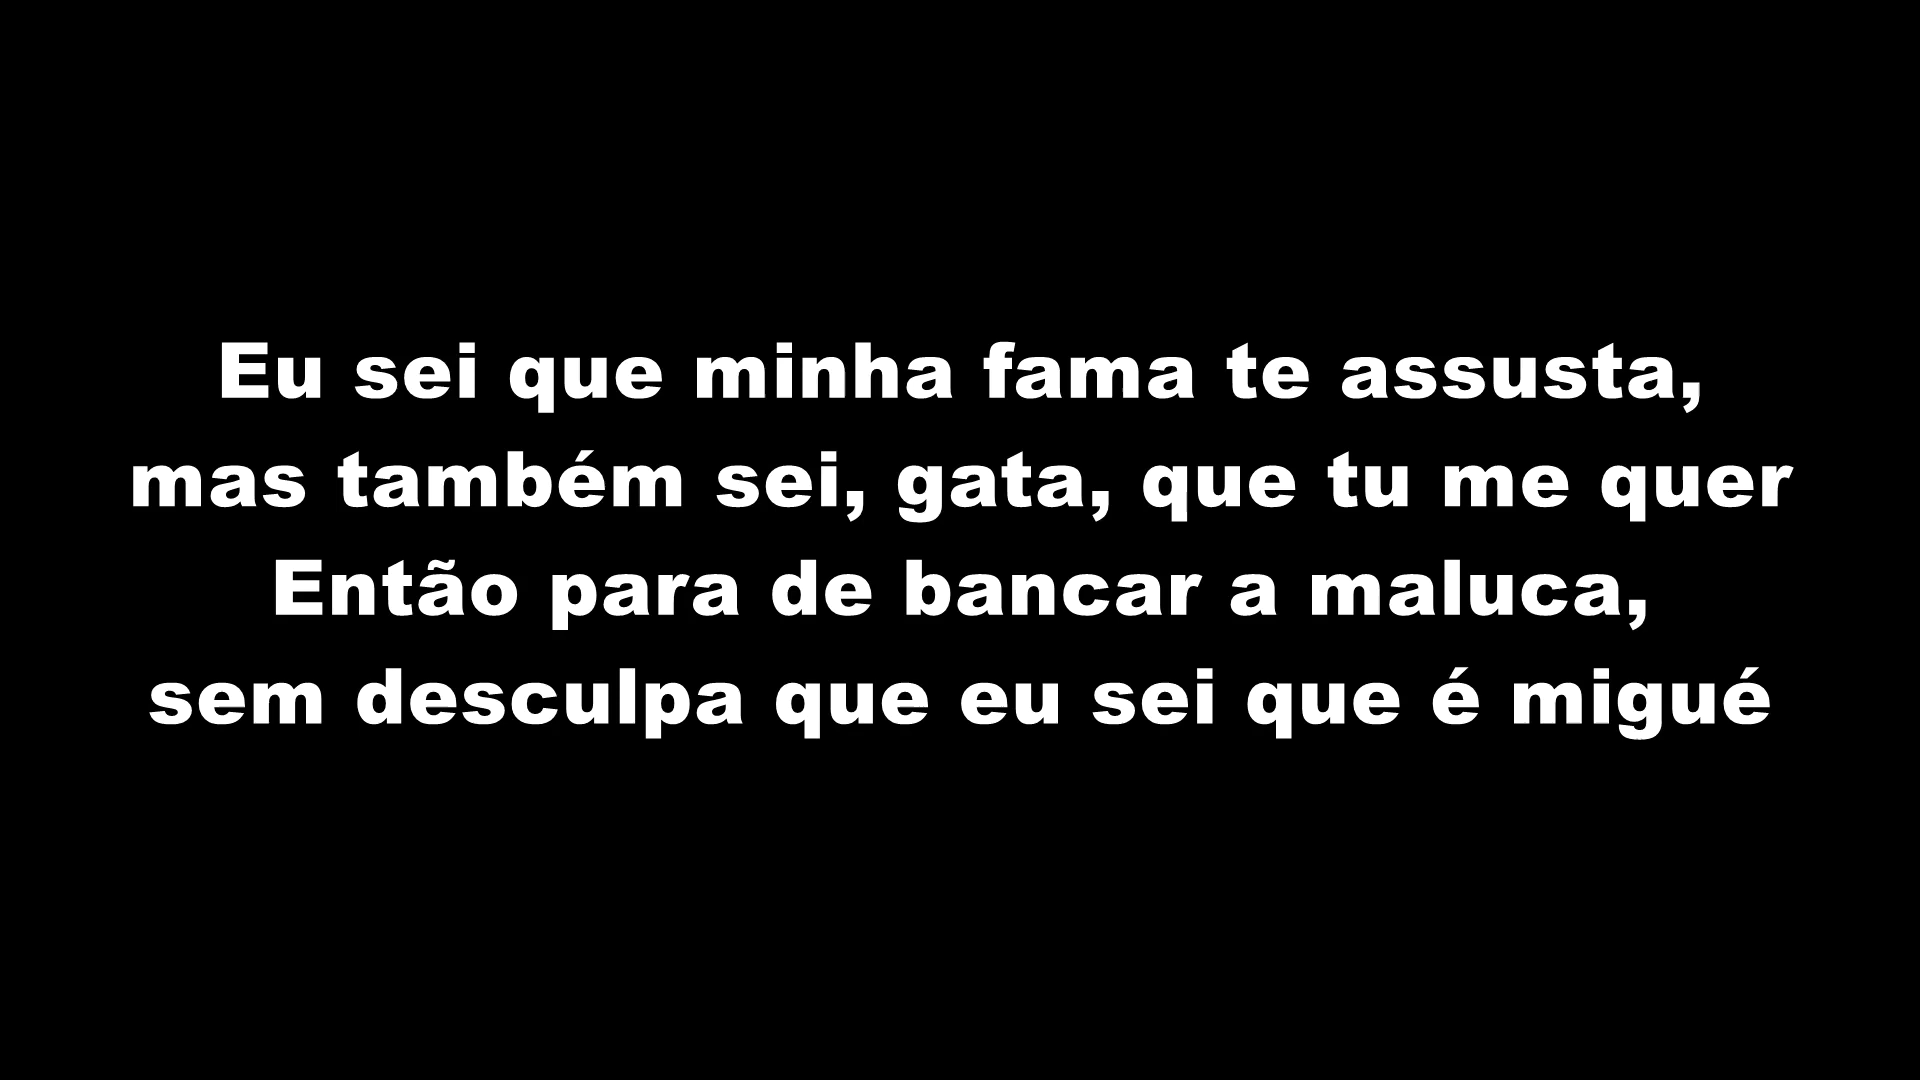 Eu sei que minha fama te assusta,
mas também sei, gata, que tu me quer
Então para de bancar a maluca,
sem desculpa que eu sei que é migué